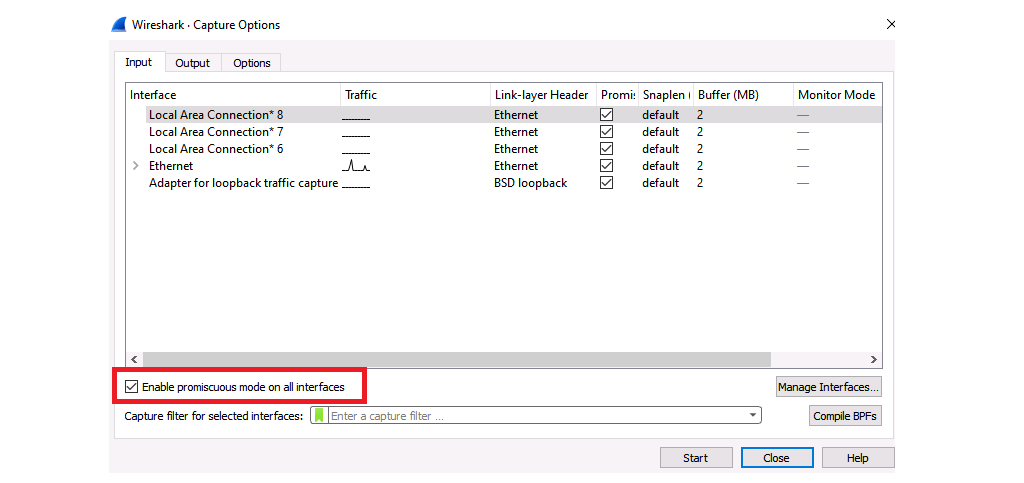 Wireshark · Capture Options
Input Output Options
Interface Traffic Link-layer Header Promis Snaplen ( Buffer (MB) Monitor Mode
Local Area Connection* 8 Ethernet default 2 —
Local Area Connection* 7 Ethernet default 2 —
Local Area Connection* 6 Ethernet default 2 —
Ethernet Ethernet default 2 —
Adapter for loopback traffic capture BSD loopback default 2 —
Enable promiscuous mode on all interfaces Manage Interfaces...
Capture filter for selected interfaces: Enter a capture filter ... Compile BPFs
Start Close Help